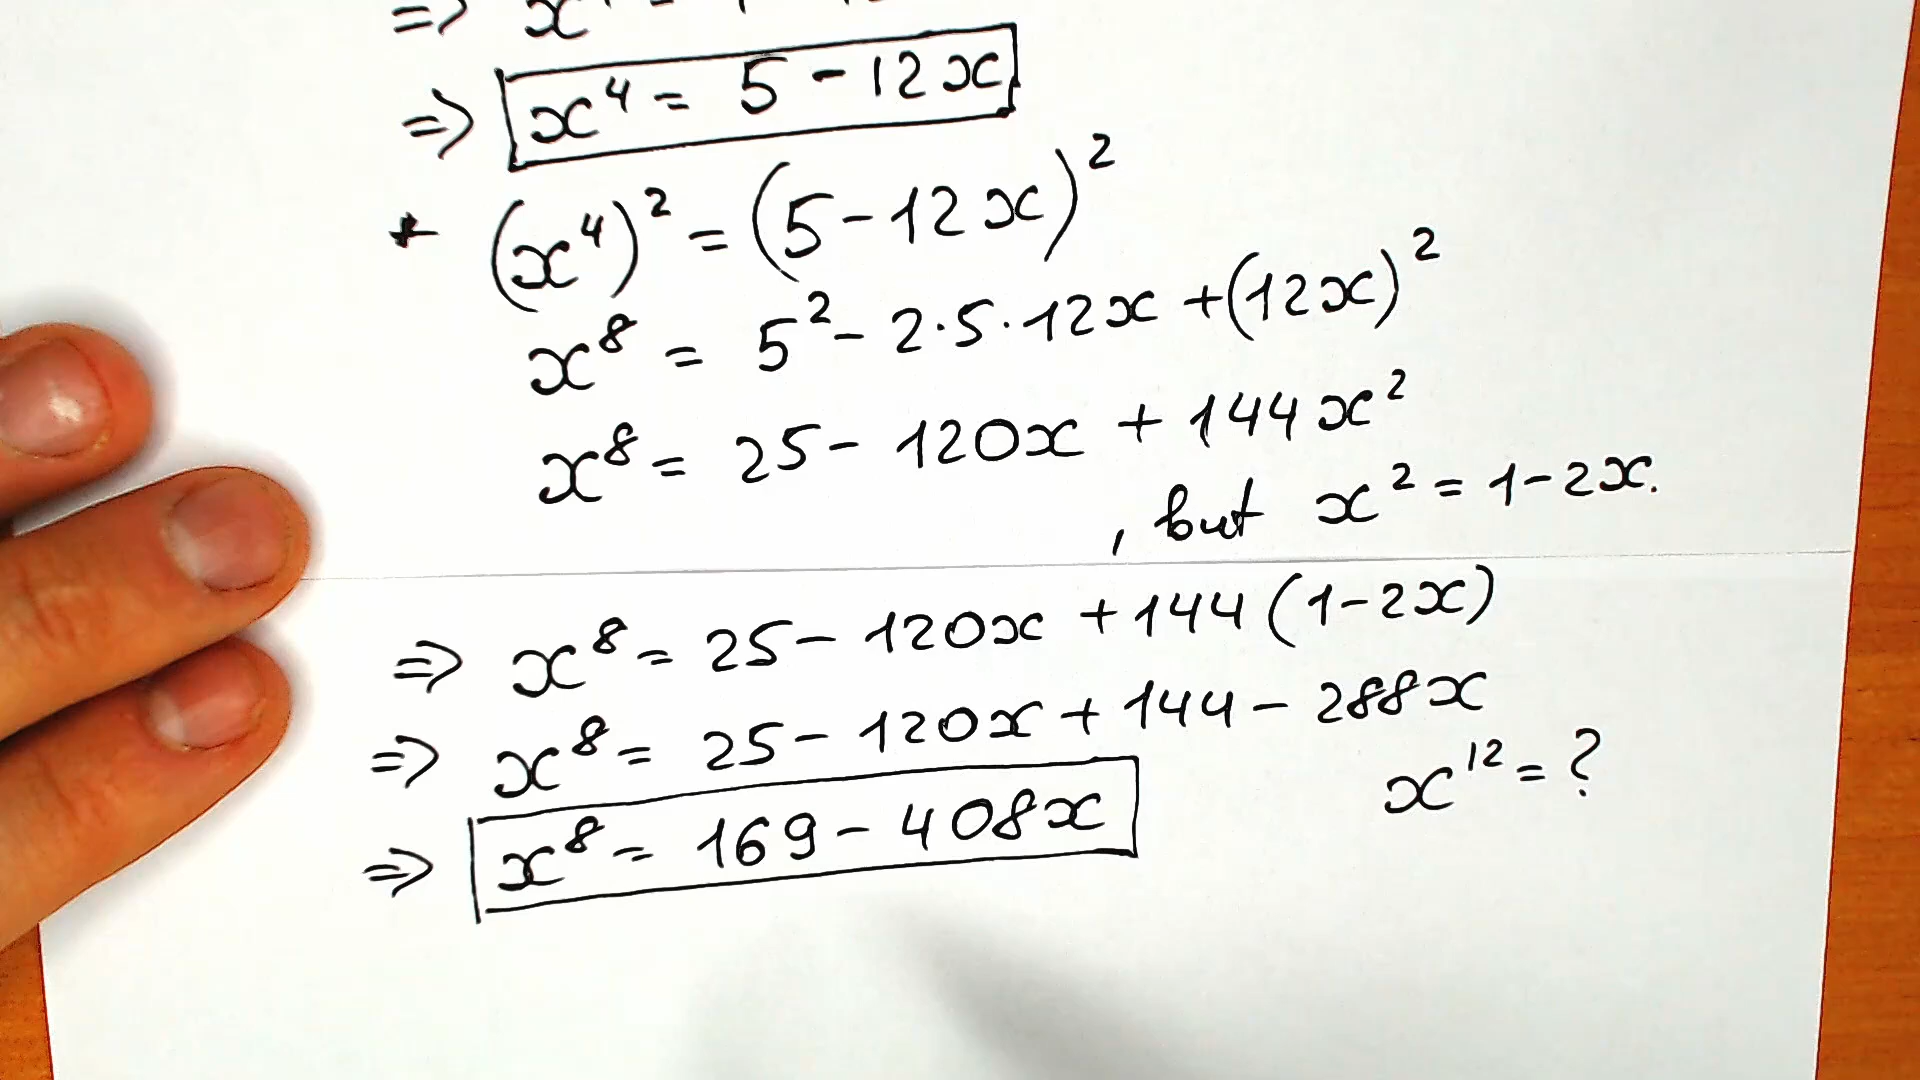 => x
=> x⁴ = 5 - 12x
* (x⁴)² = (5 - 12x)²
x⁸ = 5² - 2·5·12x + (12x)²
x⁸ = 25 - 120x + 144x²
, but x² = 1 - 2x.
=> x⁸ = 25 - 120x + 144(1 - 2x)
=> x⁸ = 25 - 120x + 144 - 288x
x¹² = ?
=> x⁸ = 169 - 408x